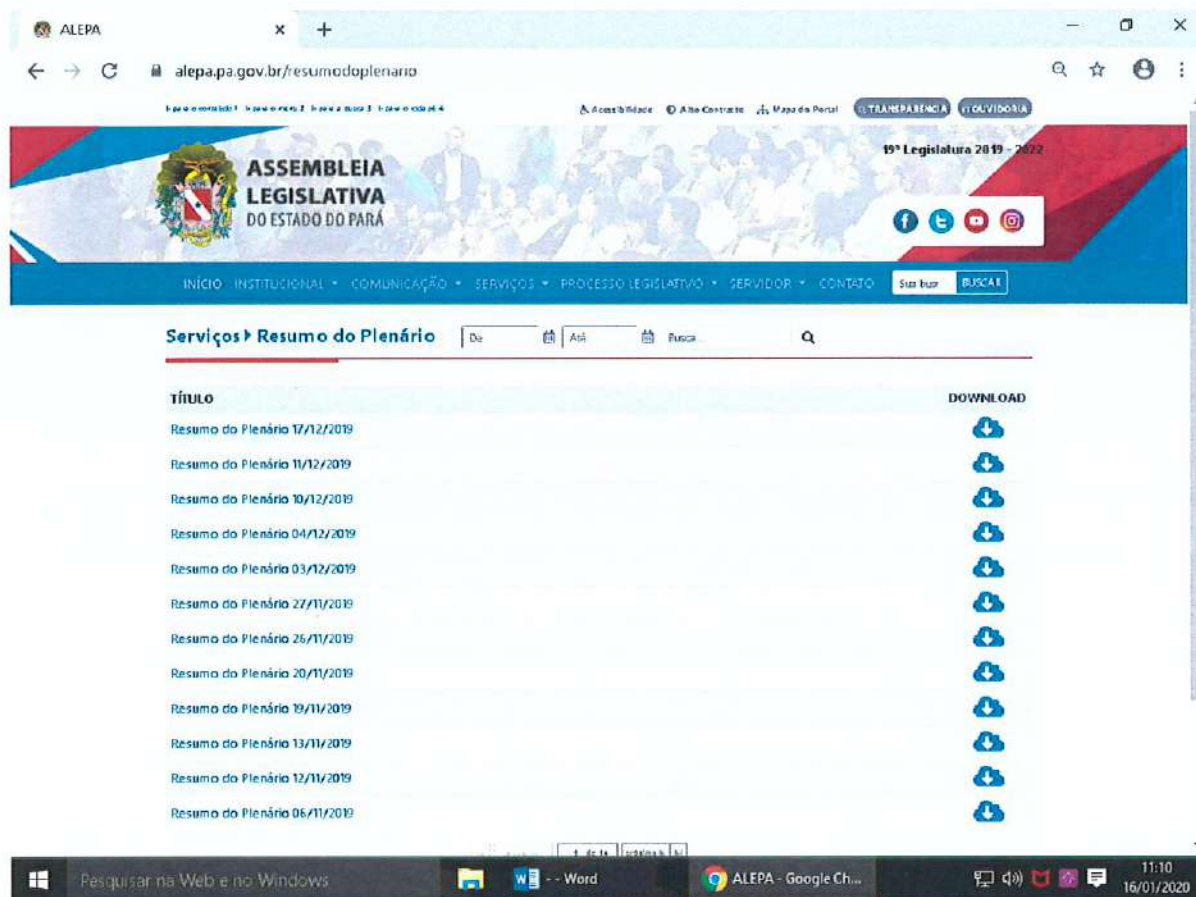 ALEPA
alepa.pa.gov.br/resumodoplenario
Acessibilidade Alto Contraste Mapa do Portal TRANSPARÊNCIA OUVIDORIA
19ª Legislatura 2019 - 2022
ASSEMBLEIA
LEGISLATIVA
DO ESTADO DO PARÁ
INÍCIO INSTITUCIONAL COMUNICAÇÃO SERVIÇOS PROCESSO LEGISLATIVO SERVIDOR CONTATO BUSCAR
Serviços Resumo do Plenário De Até Busca
TÍTULO DOWNLOAD
Resumo do Plenário 17/12/2019
Resumo do Plenário 11/12/2019
Resumo do Plenário 10/12/2019
Resumo do Plenário 04/12/2019
Resumo do Plenário 03/12/2019
Resumo do Plenário 27/11/2019
Resumo do Plenário 26/11/2019
Resumo do Plenário 20/11/2019
Resumo do Plenário 19/11/2019
Resumo do Plenário 13/11/2019
Resumo do Plenário 12/11/2019
Resumo do Plenário 06/11/2019
Pesquisar na Web e no Windows - - Word ALEPA - Google Ch... 11:10
16/01/2020